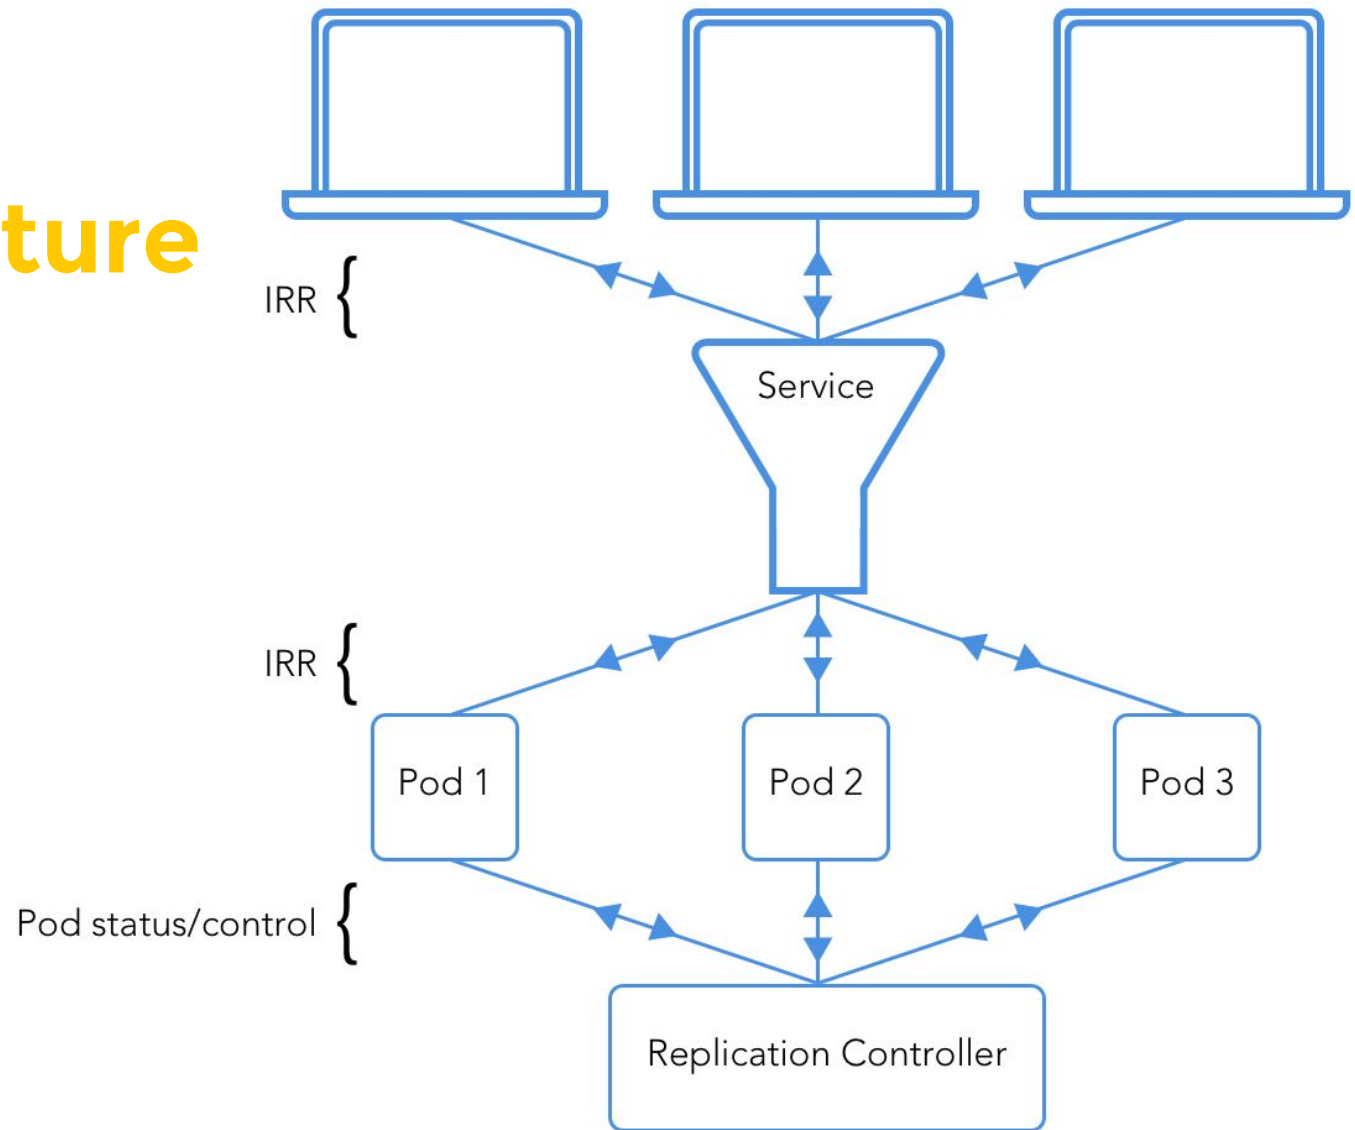 ture
IRR {
Service
IRR {
Pod 1
Pod 2
Pod 3
Pod status/control {
Replication Controller